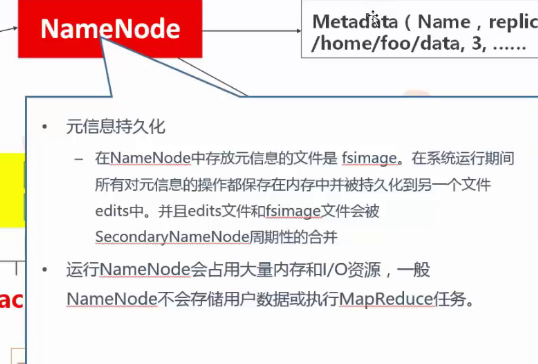 NameNode
Metadata ( Name , replic
/home/foo/data, 3, ......
• 元信息持久化
– 在NameNode中存放元信息的文件是 fsimage。在系统运行期间
所有对元信息的操作都保存在内存中并被持久化到另一个文件
edits中。并且edits文件和fsimage文件会被
SecondaryNameNode周期性的合并
• 运行NameNode会占用大量内存和I/O资源，一般
NameNode不会存储用户数据或执行MapReduce任务。
ac